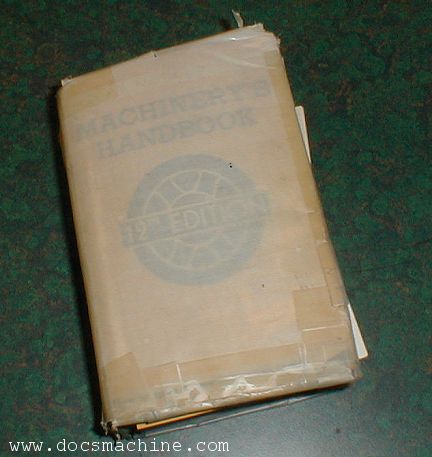 MACHINERY'S
HANDBOOK
12TH EDITION
www.docsmachine.com